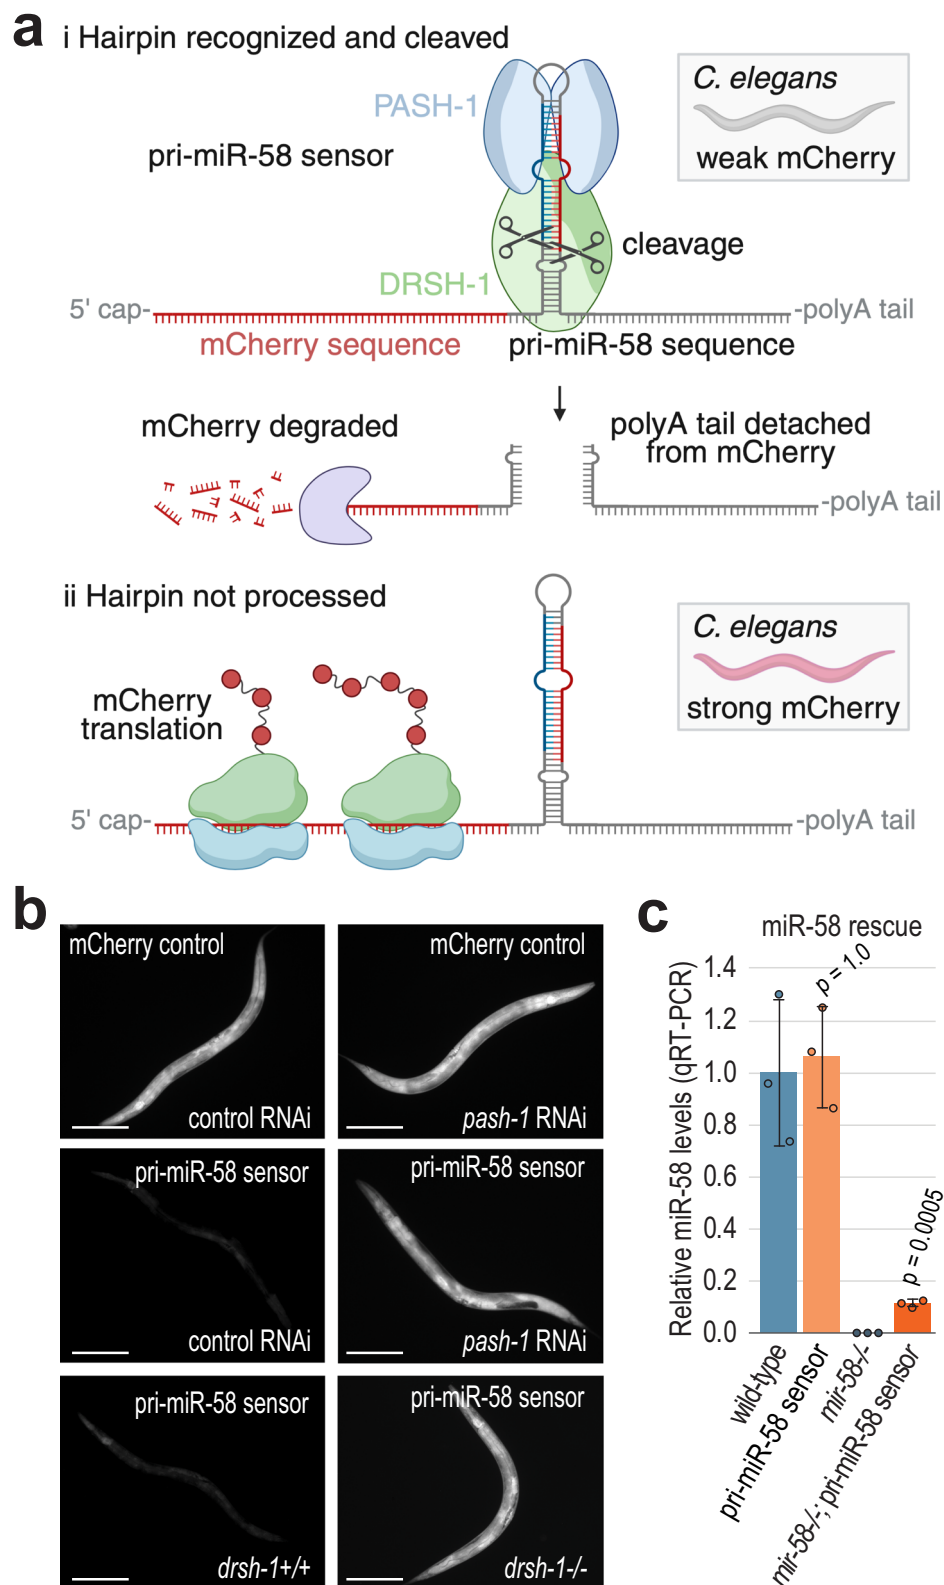 a
i Hairpin recognized and cleaved
PASH-1
pri-miR-58 sensor
C. elegans
weak mCherry
cleavage
DRSH-1
5' cap-
-polyA tail
mCherry sequence
pri-miR-58 sequence
mCherry degraded
polyA tail detached
from mCherry
-polyA tail
ii Hairpin not processed
C. elegans
strong mCherry
mCherry
translation
5' cap-
-polyA tail
b
mCherry control
control RNAi
mCherry control
pash-1 RNAi
pri-miR-58 sensor
control RNAi
pri-miR-58 sensor
pash-1 RNAi
pri-miR-58 sensor
drsh-1+/+
pri-miR-58 sensor
drsh-1-/-
c
miR-58 rescue
Relative miR-58 levels (qRT-PCR)
1.4
1.2
1.0
0.8
0.6
0.4
0.2
0.0
p = 1.0
p = 0.0005
wild-type
pri-miR-58 sensor
mir-58-/-
mir-58-/-; pri-miR-58 sensor